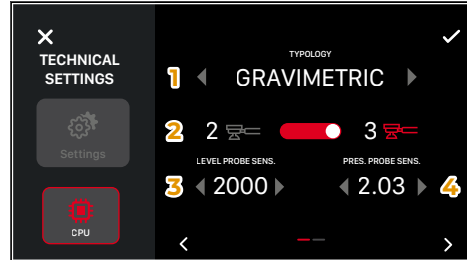 TECHNICAL
SETTINGS
Settings
CPU
TYPOLOGY
1 GRAVIMETRIC
2 2 3
LEVEL PROBE SENS. PRES. PROBE SENS.
3 2000 2.03 4